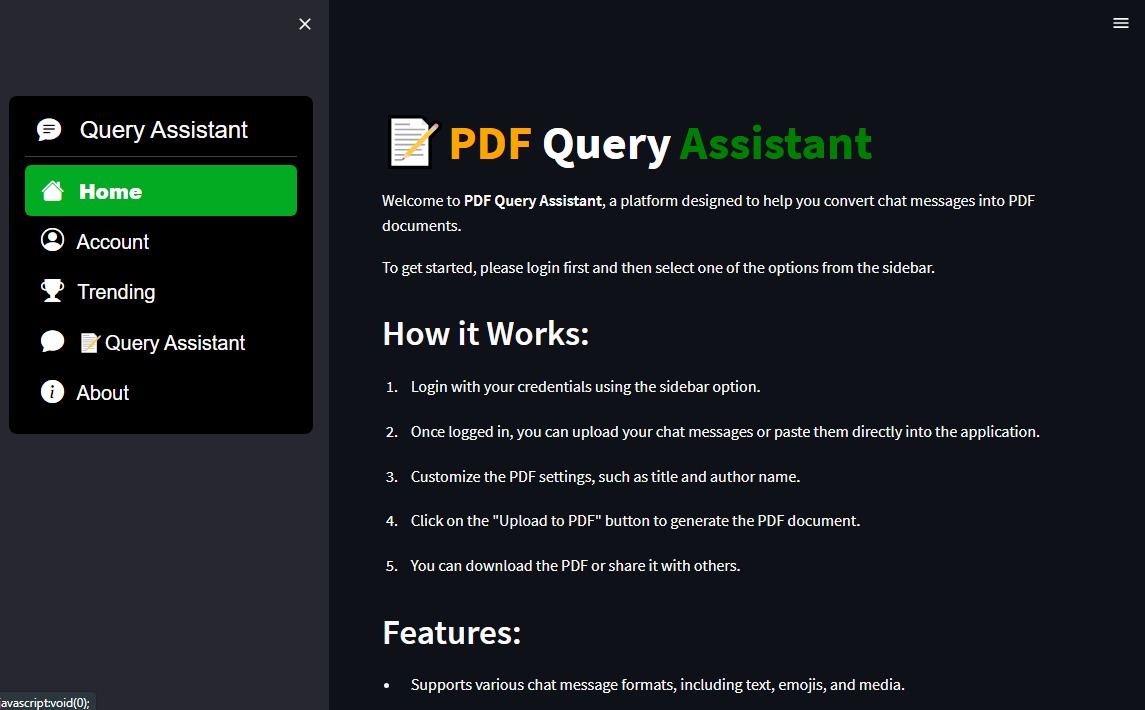 Query Assistant
Home
Account
Trending
📝Query Assistant
About
avascript:void(0);
📝 PDF Query Assistant
Welcome to PDF Query Assistant, a platform designed to help you convert chat messages into PDF
documents.
To get started, please login first and then select one of the options from the sidebar.
How it Works:
1. Login with your credentials using the sidebar option.
2. Once logged in, you can upload your chat messages or paste them directly into the application.
3. Customize the PDF settings, such as title and author name.
4. Click on the "Upload to PDF" button to generate the PDF document.
5. You can download the PDF or share it with others.
Features:
• Supports various chat message formats, including text, emojis, and media.